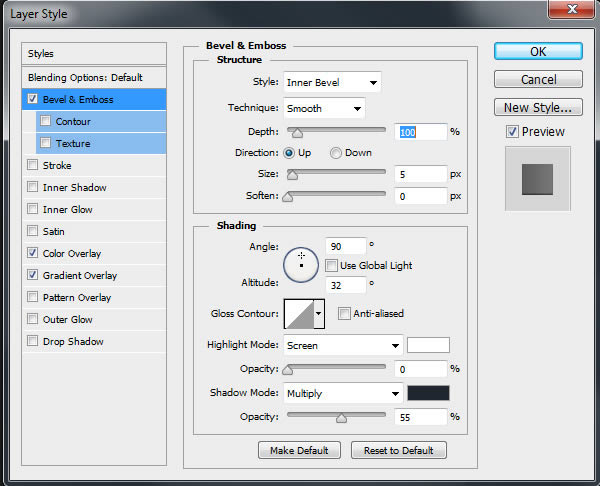 Layer Style
Styles
Blending Options: Default
Bevel & Emboss
Contour
Texture
Stroke
Inner Shadow
Inner Glow
Satin
Color Overlay
Gradient Overlay
Pattern Overlay
Outer Glow
Drop Shadow
Bevel & Emboss
Structure
Style: Inner Bevel
Technique: Smooth
Depth: 100 %
Direction: Up Down
Size: 5 px
Soften: 0 px
Shading
Angle: 90 °
Use Global Light
Altitude: 32 °
Gloss Contour: Anti-aliased
Highlight Mode: Screen
Opacity: 0 %
Shadow Mode: Multiply
Opacity: 55 %
Make Default Reset to Default
OK
Cancel
New Style...
Preview